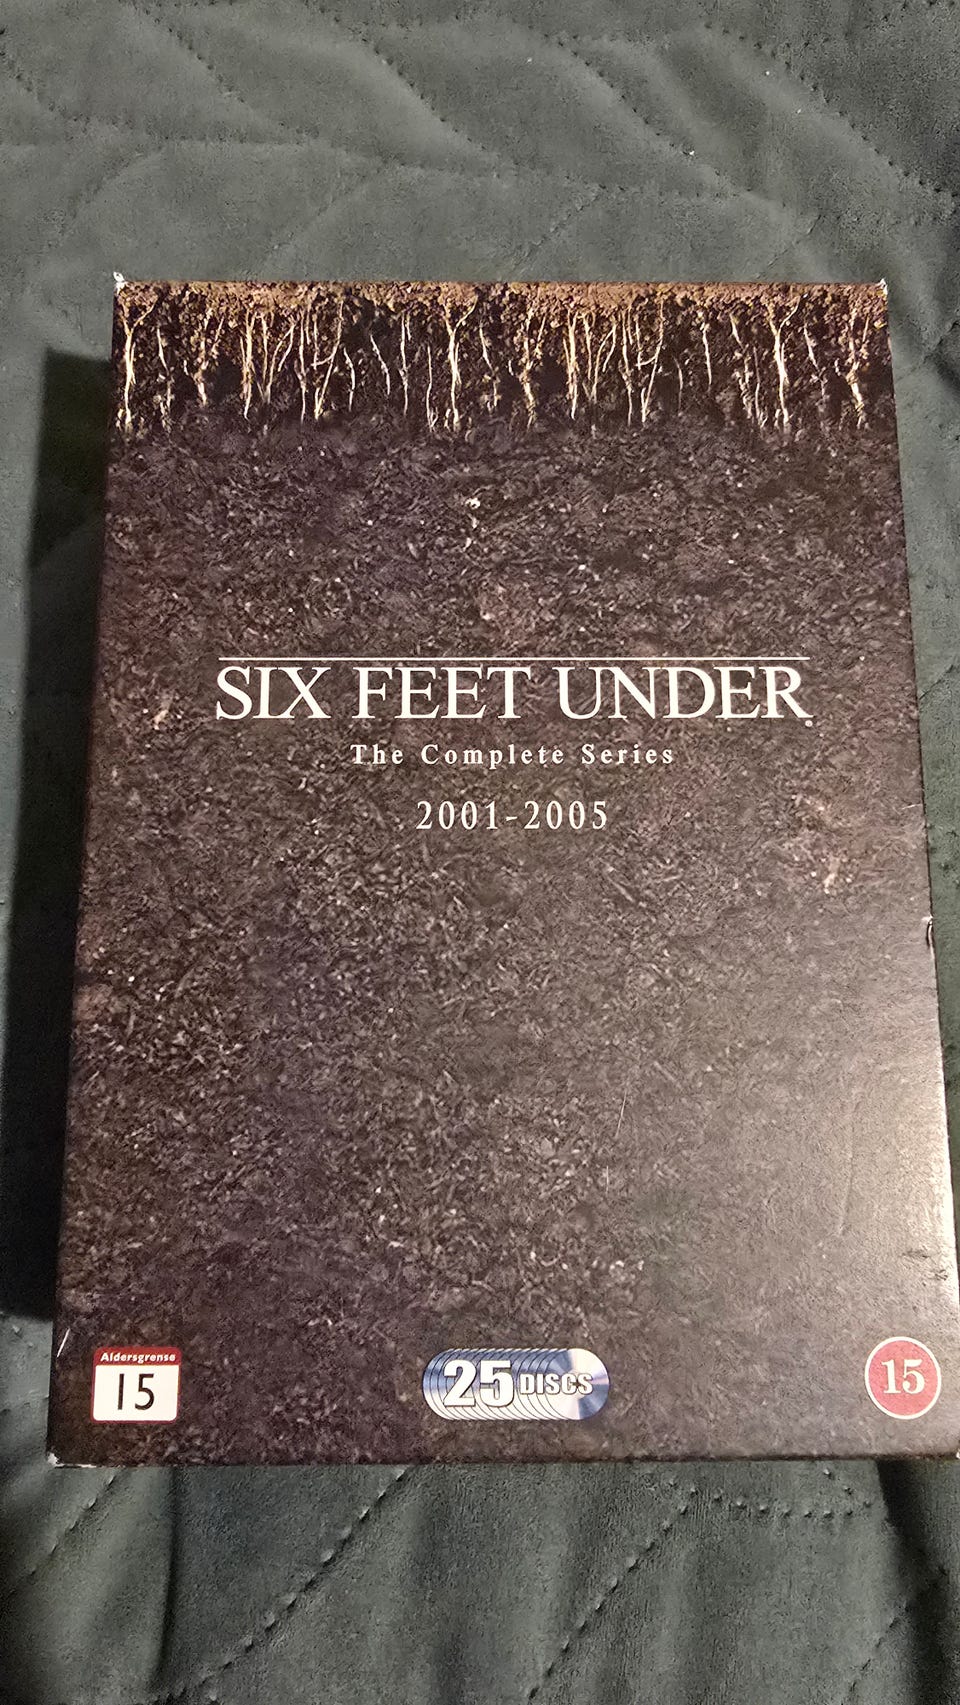 SIX FEET UNDER
The Complete Series
2001-2005
Aldersgrense
15
25 DISCS
15